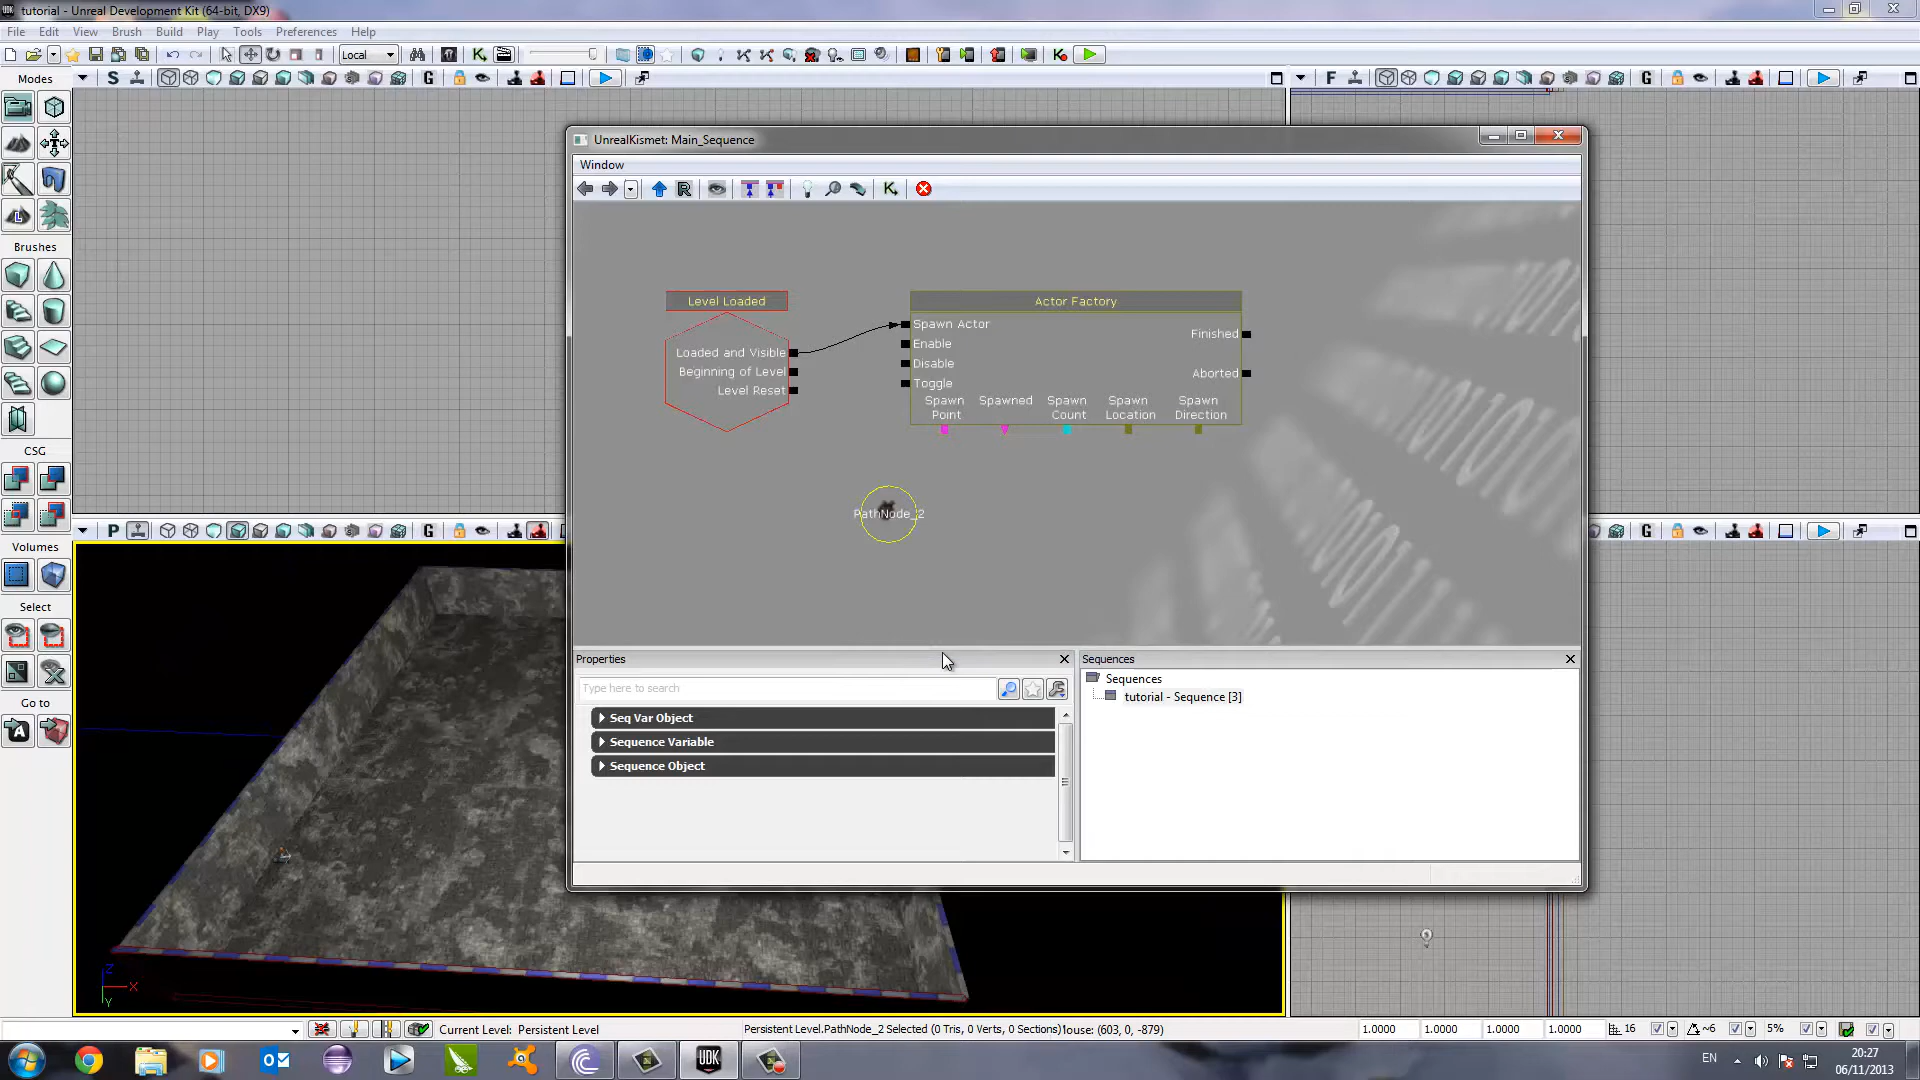 tutorial - Unreal Development Kit (64-bit, DX9)
File Edit View Brush Build Play Tools Preferences Help
Local
Modes
S
G
F
G
UnrealKismet: Main_Sequence
Window
Level Loaded
Loaded and Visible
Beginning of Level
Level Reset
Actor Factory
Spawn Actor
Enable
Disable
Toggle
Finished
Aborted
Spawn Point
Spawned
Spawn Count
Spawn Location
Spawn Direction
PathNode_2
Brushes
CSG
Volumes
Select
Go to
P
G
Properties
Type here to search
Seq Var Object
Sequence Variable
Sequence Object
Sequences
Sequences
tutorial - Sequence [3]
Z
X
Y
Current Level: Persistent Level
Persistent Level.PathNode_2 Selected (0 Tris, 0 Verts, 0 Sections)
Mouse: (603, 0, -879)
1.0000 1.0000 1.0000 1.0000 16 ~6 5%
UDK
EN
20:27
06/11/2013